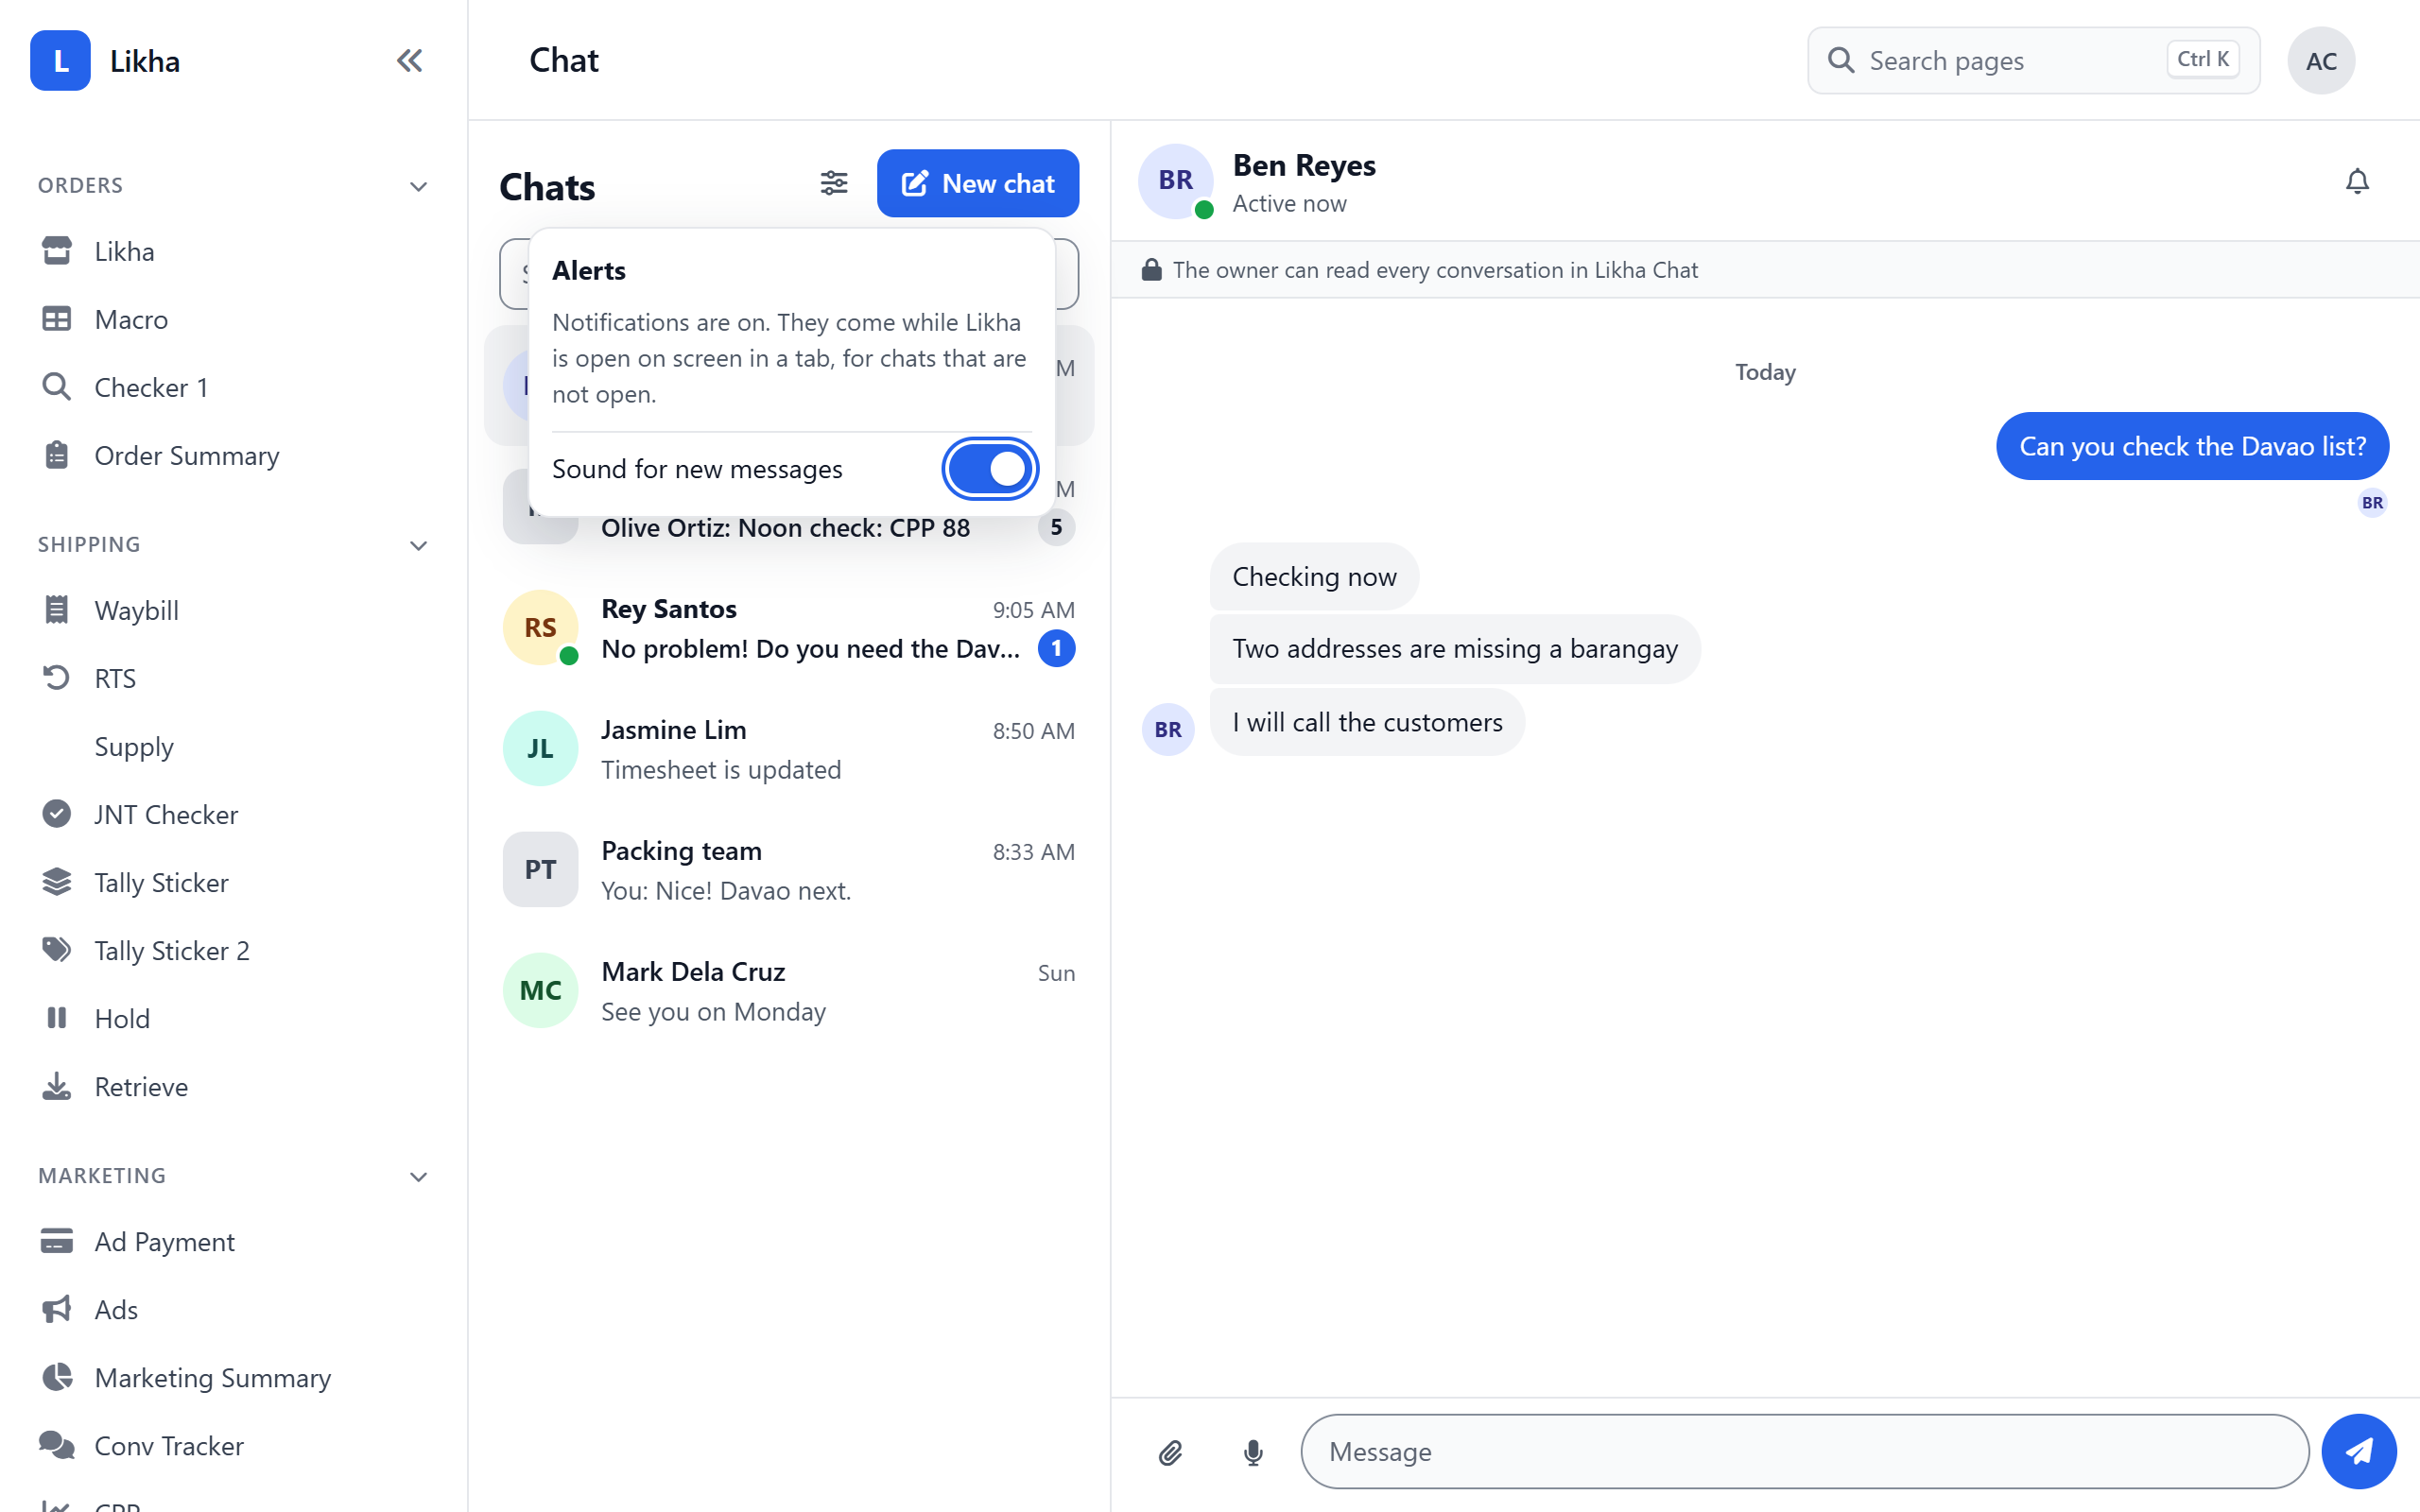 L
Likha
ORDERS
Likha
Macro
Checker 1
Order Summary
SHIPPING
Waybill
RTS
Supply
JNT Checker
Tally Sticker
Tally Sticker 2
Hold
Retrieve
MARKETING
Ad Payment
Ads
Marketing Summary
Conv Tracker
Chat
Search pages
Ctrl K
AC
Chats
New chat
Alerts
Notifications are on. They come while Likha
is open on screen in a tab, for chats that are
not open.
Sound for new messages
M
M
Olive Ortiz: Noon check: CPP 88
5
RS
Rey Santos
9:05 AM
No problem! Do you need the Dav...
1
JL
Jasmine Lim
8:50 AM
Timesheet is updated
PT
Packing team
8:33 AM
You: Nice! Davao next.
MC
Mark Dela Cruz
Sun
See you on Monday
BR
Ben Reyes
Active now
The owner can read every conversation in Likha Chat
Today
Can you check the Davao list?
BR
Checking now
Two addresses are missing a barangay
I will call the customers
BR
Message